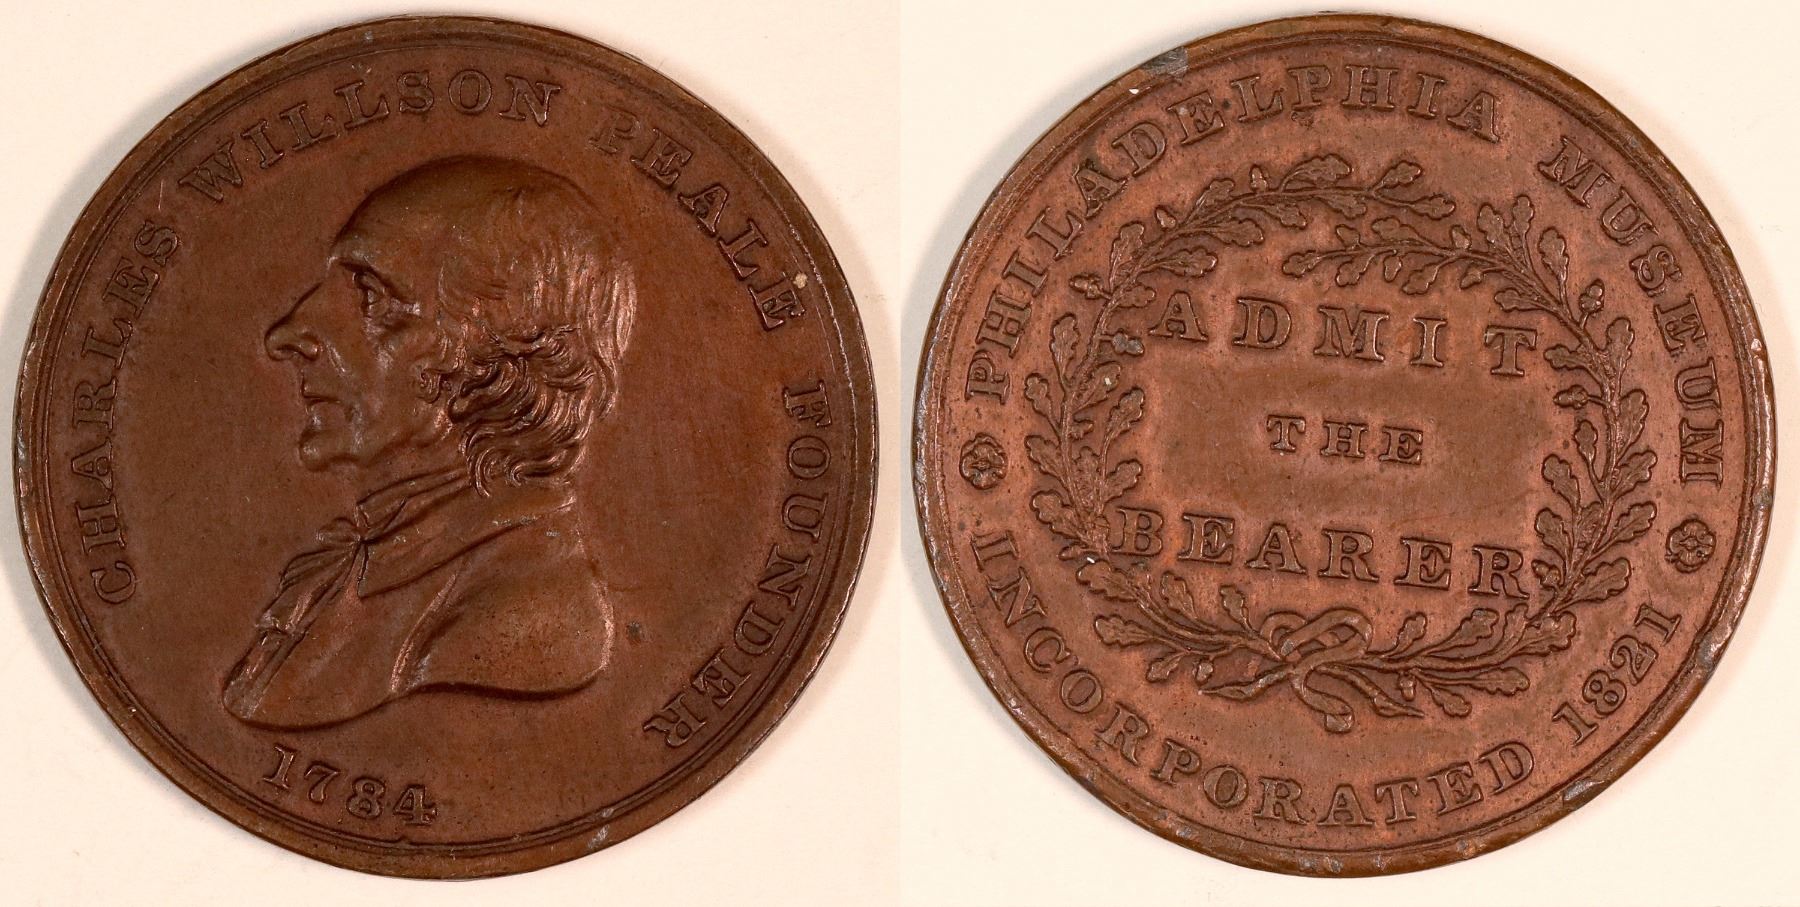 CHARLES WILLSON PEALE FOUNDER
1784
PHILADELPHIA MUSEUM
ADMIT
THE
BEARER
INCORPORATED 1821